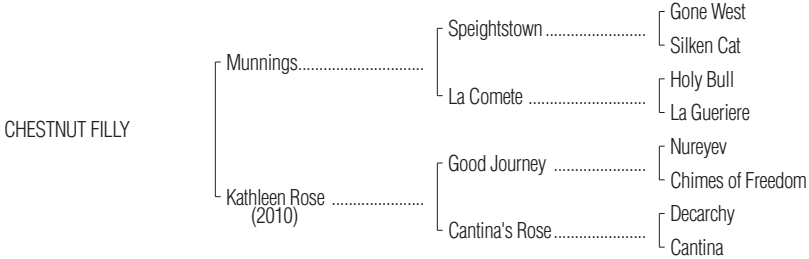 Gone West
Speightstown ........................
Silken Cat
Munnings..............................
Holy Bull
La Comete ............................
La Gueriere
CHESTNUT FILLY
Nureyev
Good Journey ......................
Chimes of Freedom
Kathleen Rose ......................
(2010)
Decarchy
Cantina's Rose......................
Cantina